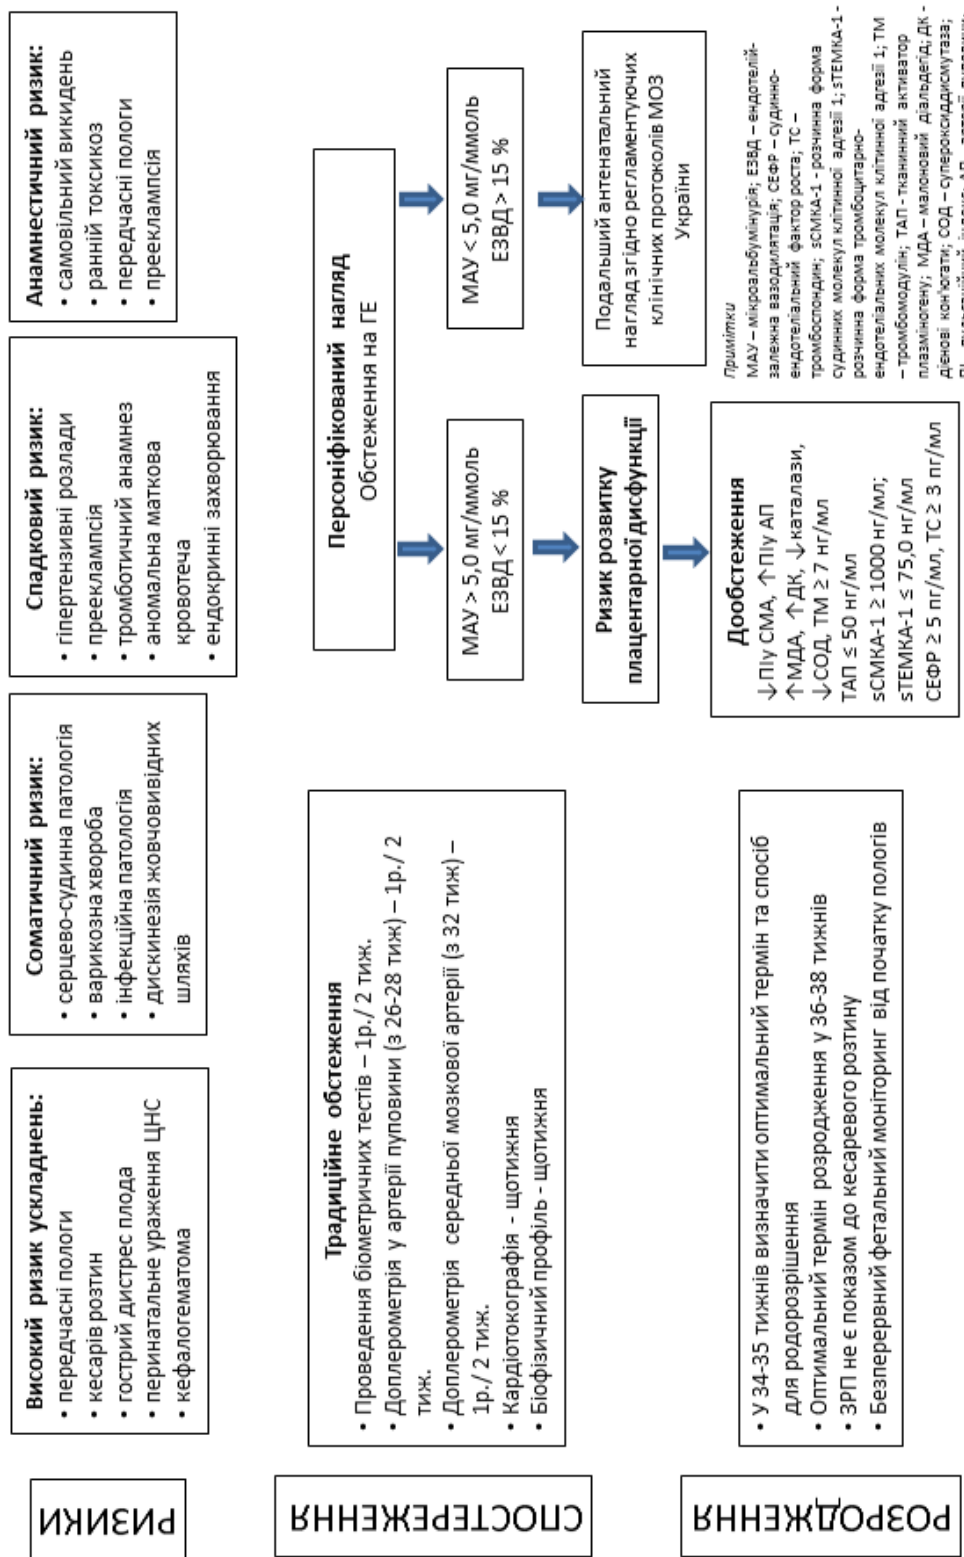 РИЗИКИ
Високий ризик ускладнень:
• передчасні пологи
• кесарів розтин
• гострий дистрес плода
• перинатальне ураження ЦНС
• кефалогематома
Соматичний ризик:
• серцево-судинна патологія
• варикозна хвороба
• інфекційна патологія
• дискинезія жовчовивідних
шляхів
Спадковий ризик:
• гіпертензивні розлади
• прееклампсія
• тромботичний анамнез
• аномальна маткова
кровотеча
• ендокринні захворювання
Анамнестичний ризик:
• самовільний викидень
• ранній токсикоз
• передчасні пологи
• прееклампсія
СПОСТЕРЕЖЕННЯ
Традиційне обстеження
• Проведення біометричних тестів – 1р./ 2 тиж.
• Доплерометрія у артерії пуповини (з 26-28 тиж) – 1р./ 2
тиж.
• Доплерометрія середньої мозкової артерії (з 32 тиж) –
1р./ 2 тиж.
• Кардіотокографія - щотижня
• Біофізичний профіль - щотижня
Персоніфікований нагляд
Обстеження на ГЕ
МАУ > 5,0 мг/ммоль
ЕЗВД < 15 %
МАУ < 5,0 мг/ммоль
ЕЗВД > 15 %
Ризик розвитку
плацентарної дисфункції
Подальший антенатальний
нагляд згідно регламентуючих
клінічних протоколів МОЗ
України
РОЗРОДЖЕННЯ
• У 34-35 тижнів визначити оптимальний термін та спосіб
для родорозрішення
• Оптимальний термін розродження у 36-38 тижнів
• ЗРП не є показом до кесаревого розтину
• Безперервний фетальний моніторинг від початку пологів
Дообстеження
↓ПІу СМА, ↑ПІу АП
↑МДА, ↑ДК, ↓каталази,
↓СОД, ТМ ≥ 7 нг/мл
ТАП ≤ 50 нг/мл
sСМКА-1 ≥ 1000 нг/мл;
sТЕМКА-1 ≤ 75,0 нг/мл
СЕФР ≥ 5 пг/мл, ТС ≥ 3 пг/мл
Примітки
МАУ – мікроальбумінурія; ЕЗВД – ендотелій-
залежна вазодилятація; СЕФР – судинно-
ендотеліальний фактор роста; ТС –
тромбоспондин; sСМКА-1 - розчинна форма
судинних молекул клітинної адгезії 1; sТЕМКА-1 -
розчинна форма тромбоцитарно-
ендотеліальних молекул клітинної адгезії 1; ТМ
– тромбомодулін; ТАП - тканинний активатор
плазміногену; МДА – малоновий діальдегід; ДК -
дієнові кон'югати; СОД – супероксиддисмутаза;